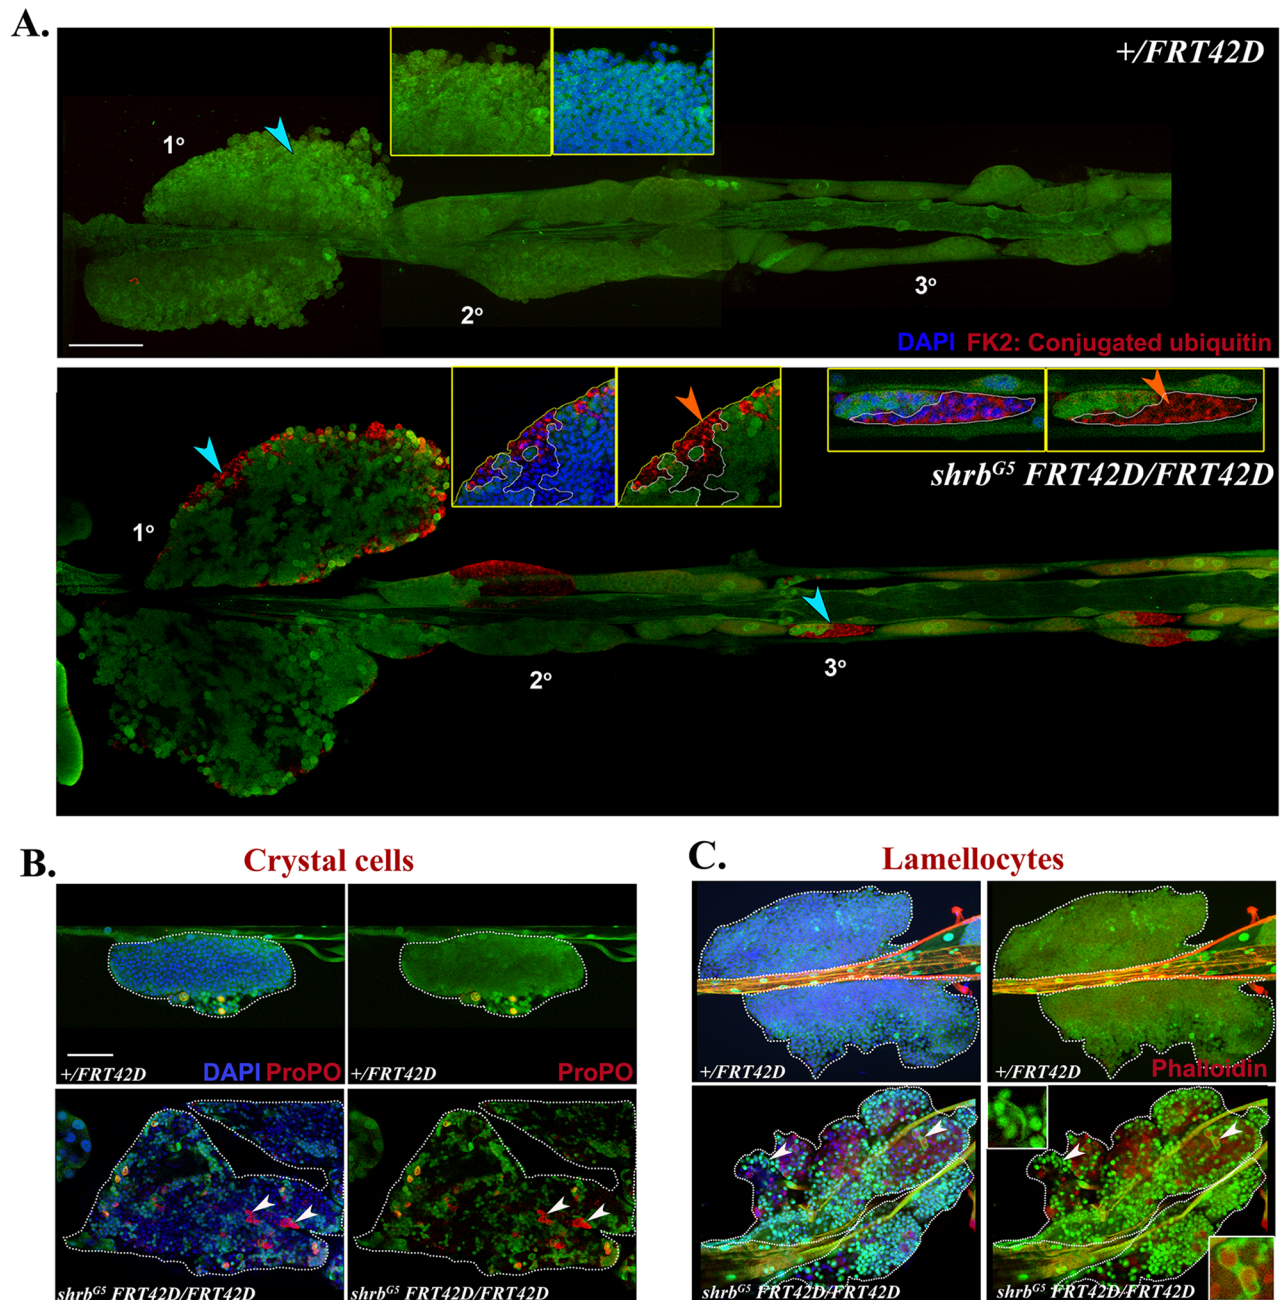 A.
+/FRT42D
1°
2°
3°
DAPI FK2: Conjugated ubiquitin
shrbG5 FRT42D/FRT42D
1°
2°
3°
B.
Crystal cells
+/FRT42D DAPI ProPO
+/FRT42D ProPO
shrbG5 FRT42D/FRT42D
shrbG5 FRT42D/FRT42D
C.
Lamellocytes
+/FRT42D
+/FRT42D Phalloidin
shrbG5 FRT42D/FRT42D
shrbG5 FRT42D/FRT42D